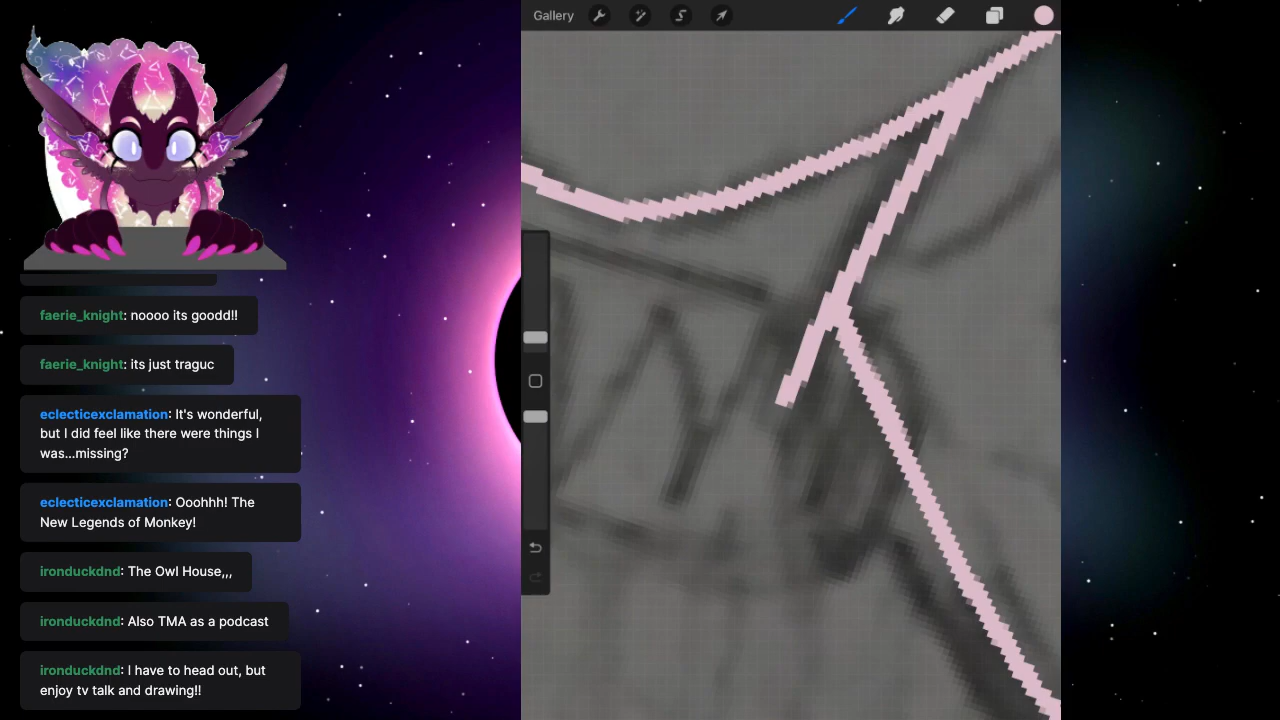 Gallery
faerie_knight: noooo its goodd!!
faerie_knight: its just traguc
eclecticexclamation: It's wonderful,
but I did feel like there were things I
was...missing?
eclecticexclamation: Ooohhh! The
New Legends of Monkey!
ironduckdnd: The Owl House,,,
ironduckdnd: Also TMA as a podcast
ironduckdnd: I have to head out, but
enjoy tv talk and drawing!!